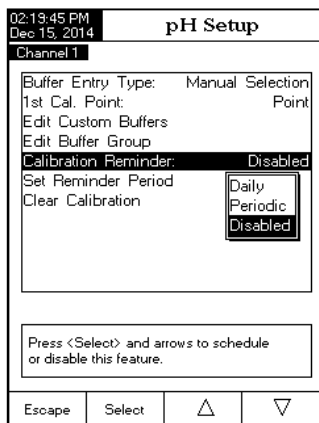 02:19:45 PM
Dec 15, 2014
pH Setup
Channel 1
Buffer Entry Type: Manual Selection
1st Cal. Point: Point
Edit Custom Buffers
Edit Buffer Group
Calibration Reminder: Disabled
Set Reminder Period
Clear Calibration
Daily
Periodic
Disabled
Press <Select> and arrows to schedule
or disable this feature.
Escape Select